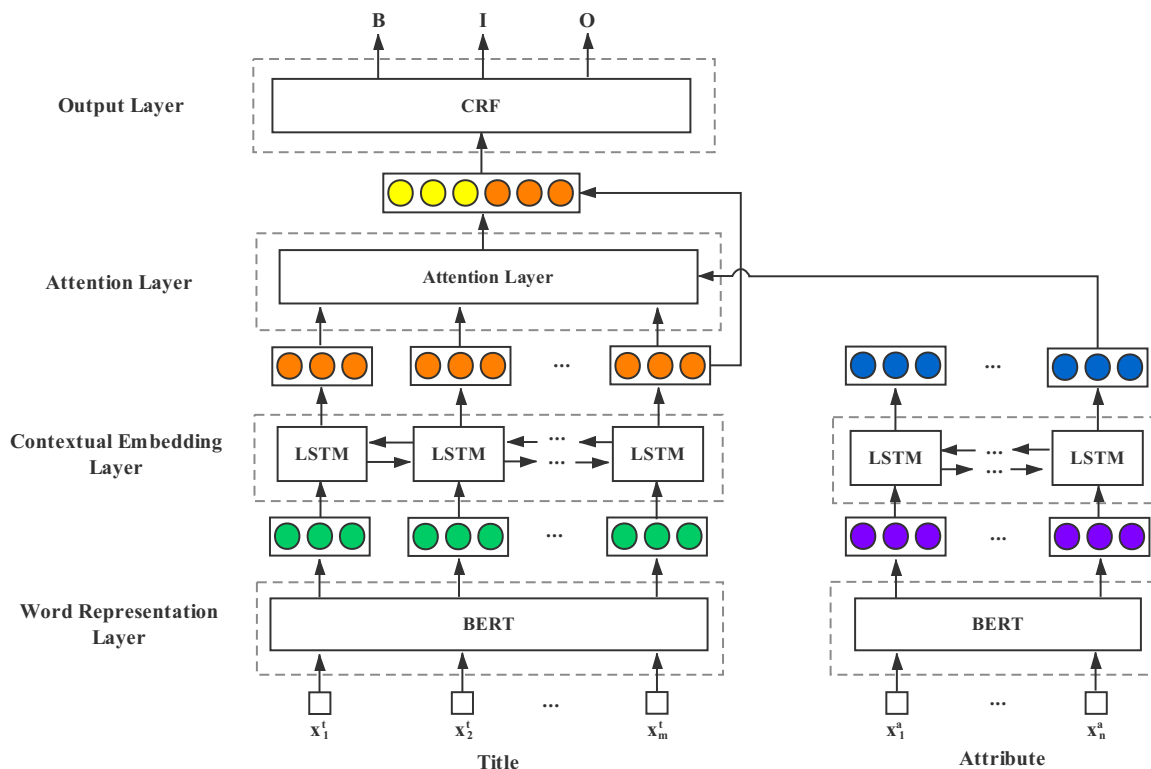 B I O
Output Layer
CRF
Attention Layer
Attention Layer
... ...
Contextual Embedding
Layer
LSTM LSTM ... ... LSTM LSTM ... ... LSTM
... ...
Word Representation
Layer
BERT BERT
... ...
x₁ᵗ x₂ᵗ xₘᵗ x₁ᵃ xₙᵃ
Title Attribute